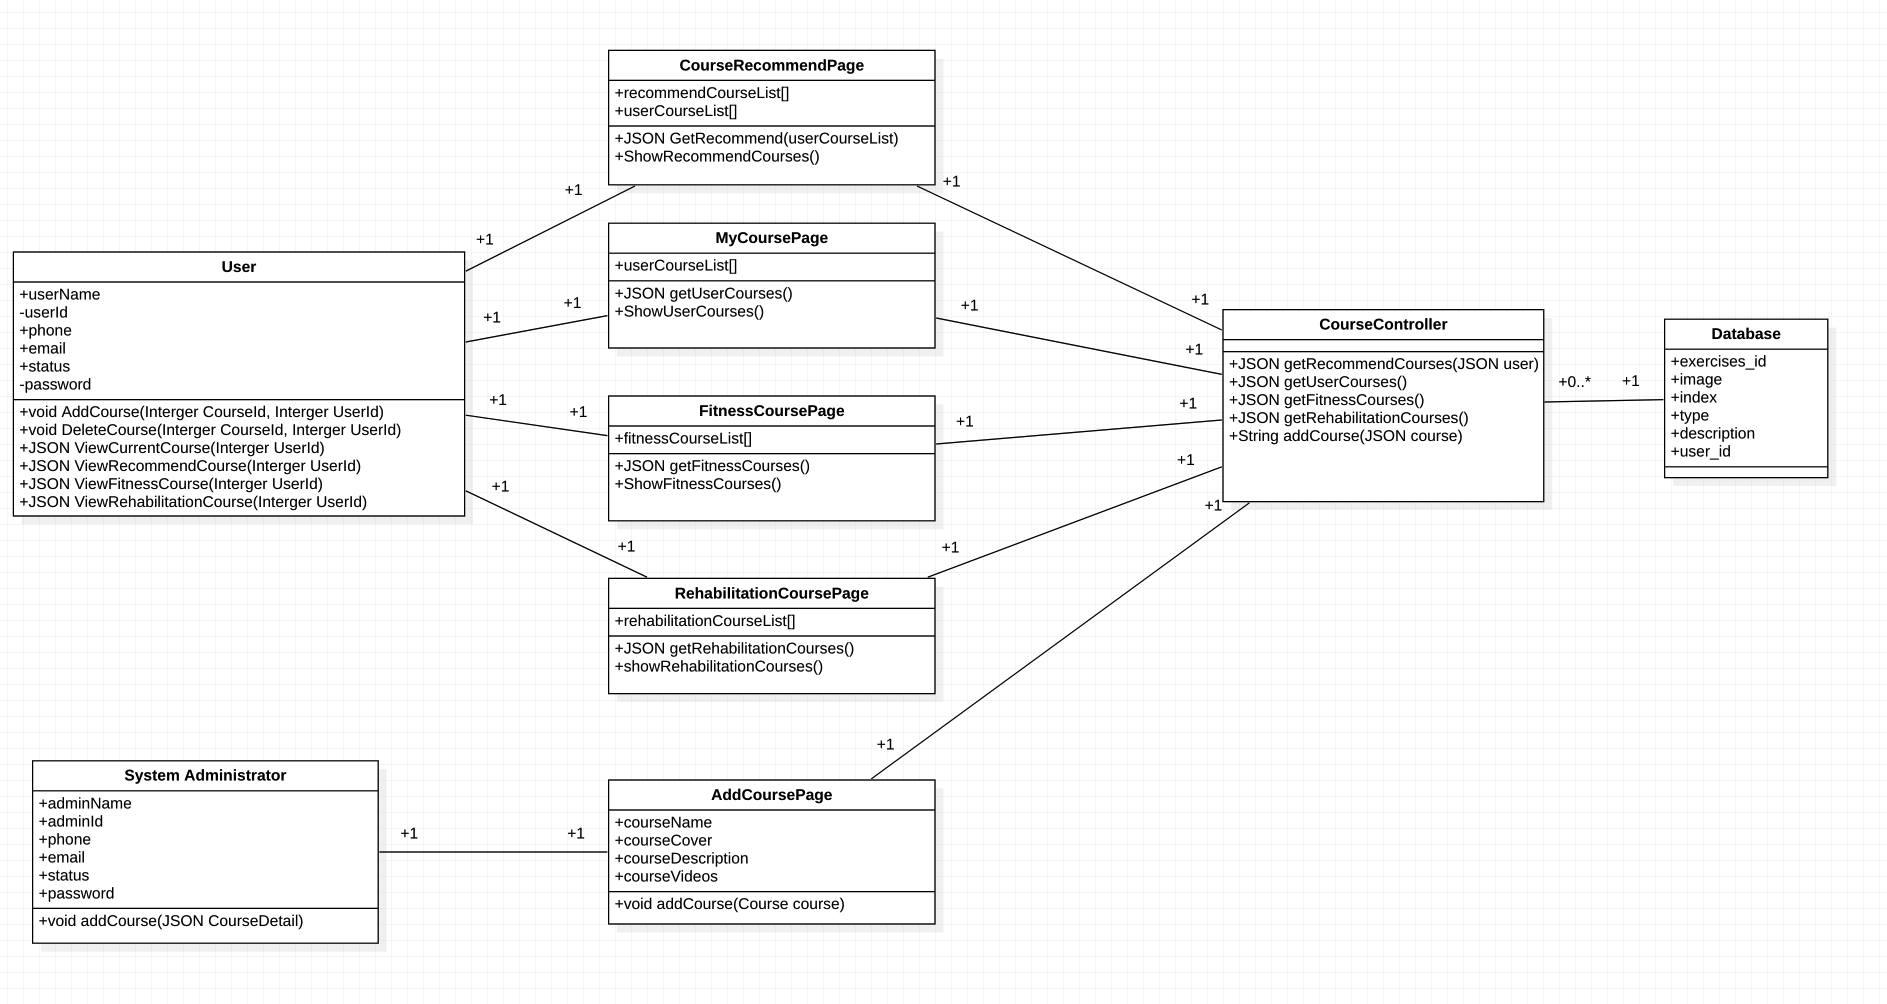 CourseRecommendPage
+recommendCourseList[]
+userCourseList[]
+JSON GetRecommend(userCourseList)
+ShowRecommendCourses()
+1
+1
+1
+1
MyCoursePage
+userCourseList[]
+JSON getUserCourses()
+ShowUserCourses()
+1
+1
+1
+1
User
+userName
-userId
+phone
+email
+status
-password
+void AddCourse(Interger CourseId, Interger UserId)
+void DeleteCourse(Interger CourseId, Interger UserId)
+JSON ViewCurrentCourse(Interger UserId)
+JSON ViewRecommendCourse(Interger UserId)
+JSON ViewFitnessCourse(Interger UserId)
+JSON ViewRehabilitationCourse(Interger UserId)
CourseController
+JSON getRecommendCourses(JSON user)
+JSON getUserCourses()
+JSON getFitnessCourses()
+JSON getRehabilitationCourses()
+String addCourse(JSON course)
+0..*
+1
Database
+exercises_id
+image
+index
+type
+description
+user_id
+1
+1
+1
+1
FitnessCoursePage
+fitnessCourseList[]
+JSON getFitnessCourses()
+ShowFitnessCourses()
+1
+1
+1
+1
RehabilitationCoursePage
+rehabilitationCourseList[]
+JSON getRehabilitationCourses()
+showRehabilitationCourses()
+1
+1
System Administrator
+adminName
+adminId
+phone
+email
+status
+password
+void addCourse(JSON CourseDetail)
+1
+1
AddCoursePage
+courseName
+courseCover
+courseDescription
+courseVideos
+void addCourse(Course course)